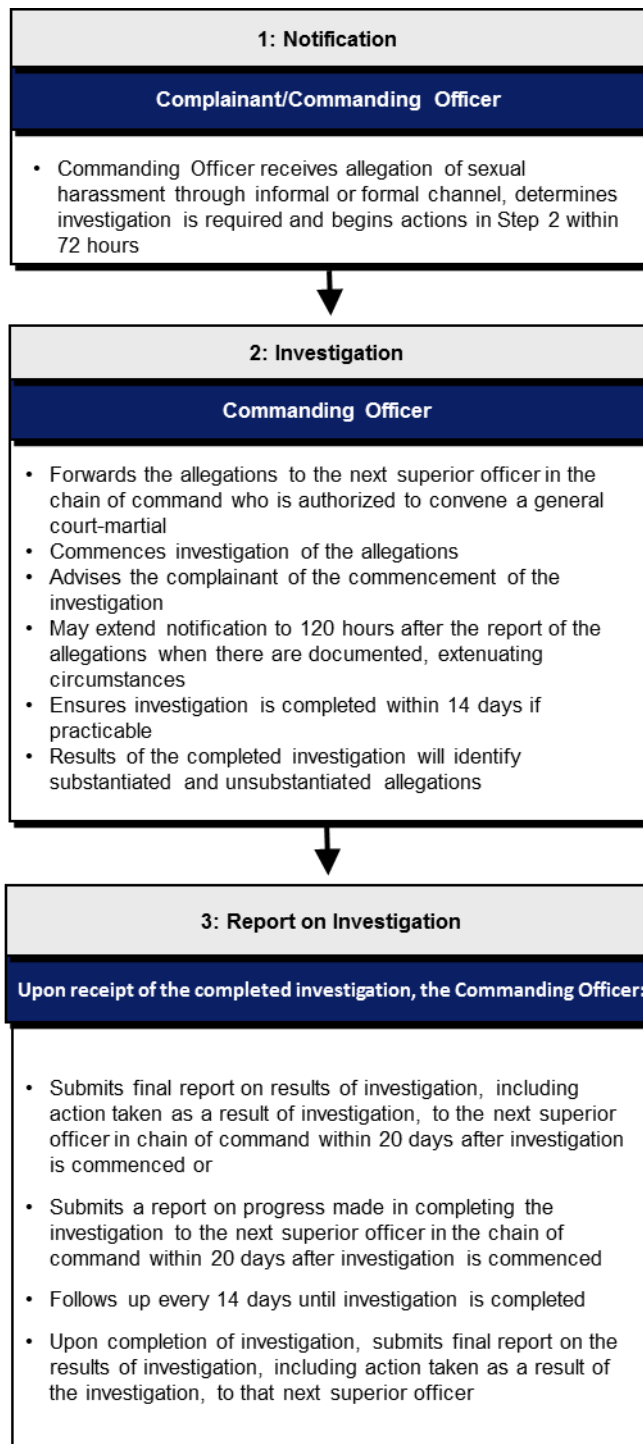 1: Notification
Complainant/Commanding Officer
• Commanding Officer receives allegation of sexual
harassment through informal or formal channel, determines
investigation is required and begins actions in Step 2 within
72 hours
2: Investigation
Commanding Officer
• Forwards the allegations to the next superior officer in the
chain of command who is authorized to convene a general
court-martial
• Commences investigation of the allegations
• Advises the complainant of the commencement of the
investigation
• May extend notification to 120 hours after the report of the
allegations when there are documented, extenuating
circumstances
• Ensures investigation is completed within 14 days if
practicable
• Results of the completed investigation will identify
substantiated and unsubstantiated allegations
3: Report on Investigation
Upon receipt of the completed investigation, the Commanding Officer:
• Submits final report on results of investigation, including
action taken as a result of investigation, to the next superior
officer in chain of command within 20 days after investigation
is commenced or
• Submits a report on progress made in completing the
investigation to the next superior officer in the chain of
command within 20 days after investigation is commenced
• Follows up every 14 days until investigation is completed
• Upon completion of investigation, submits final report on the
results of investigation, including action taken as a result of
the investigation, to that next superior officer